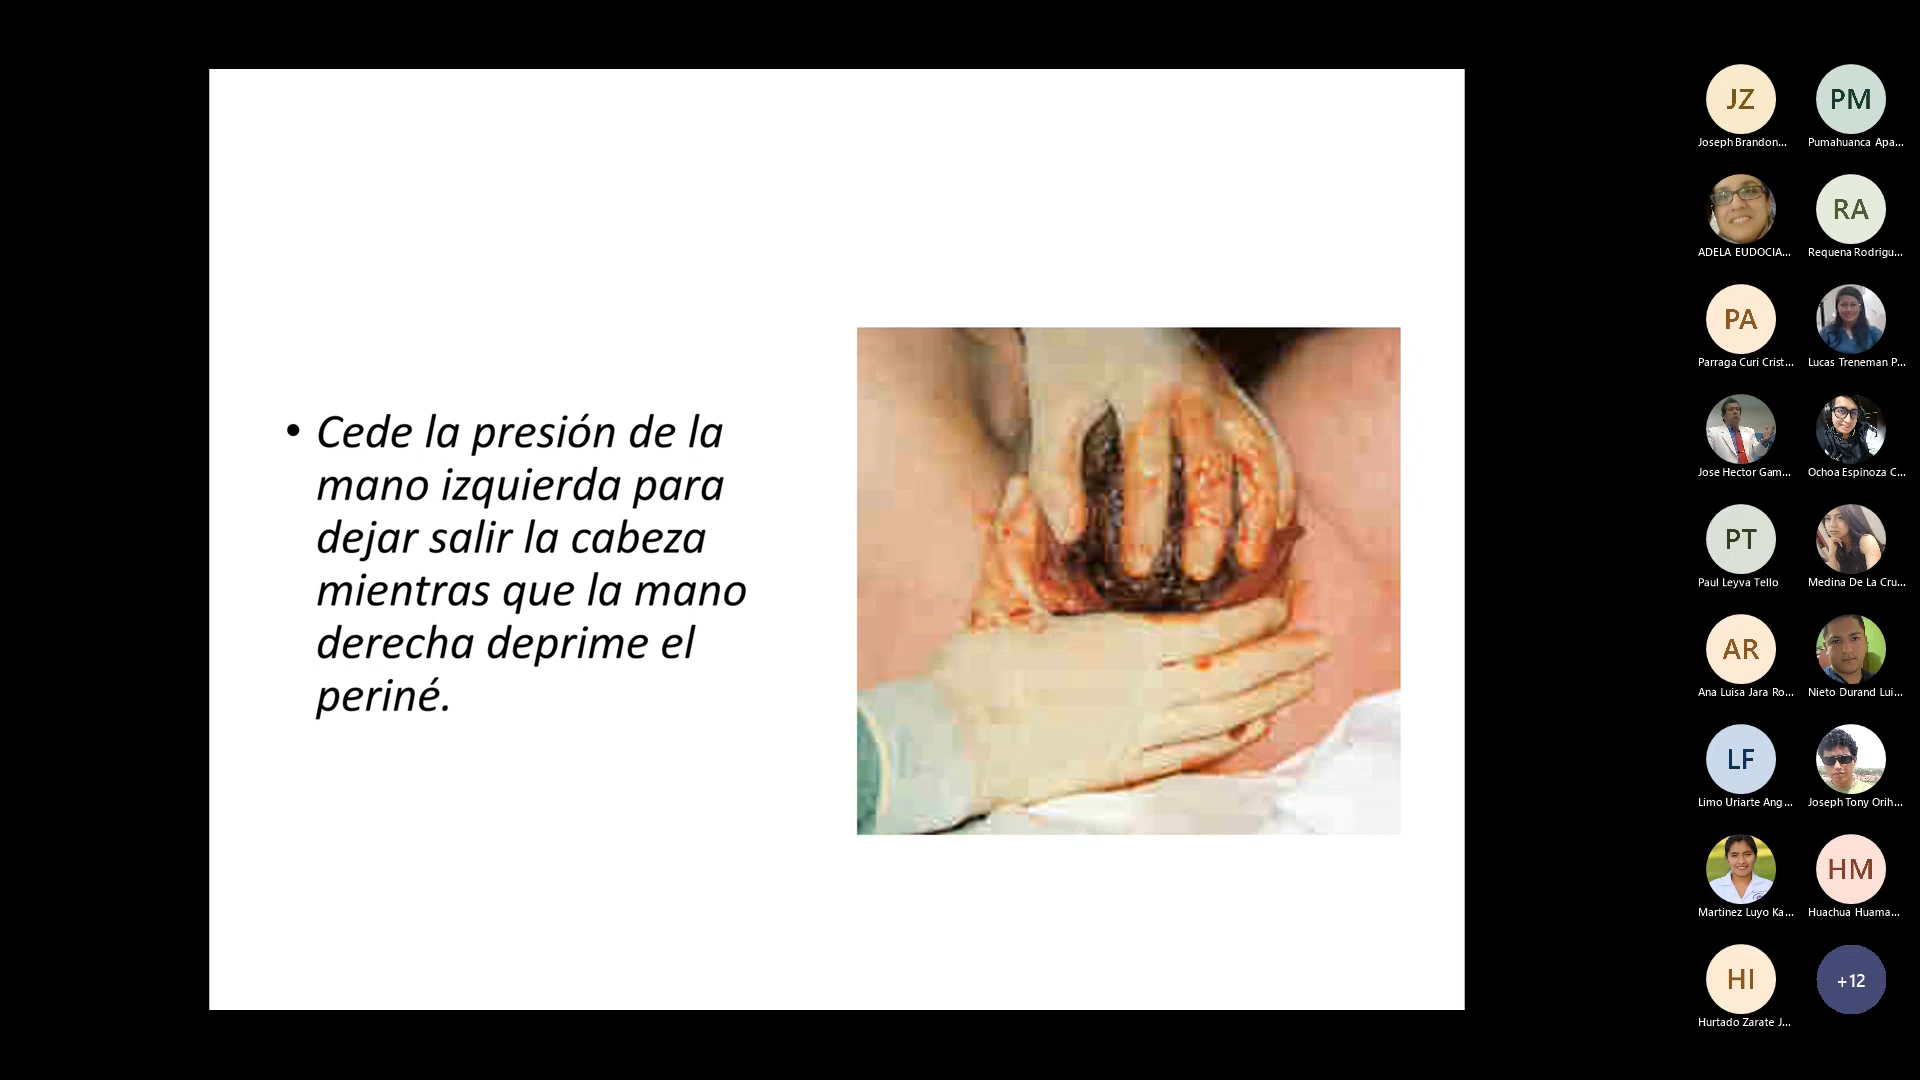 • Cede la presión de la
mano izquierda para
dejar salir la cabeza
mientras que la mano
derecha deprime el
periné.
JZ
Joseph Brandon...
PM
Pumahuanca Apa...
ADELA EUDOCIA...
RA
Requena Rodrigu...
PA
Parraga Curi Crist...
Lucas Treneman P...
Jose Hector Gam...
Ochoa Espinoza C...
PT
Paul Leyva Tello
Medina De La Cru...
AR
Ana Luisa Jara Ro...
Nieto Durand Lui...
LF
Limo Uriarte Ang...
Joseph Tony Orih...
Martinez Luyo Ka...
HM
Huachua Huama...
HI
Hurtado Zarate J...
+12